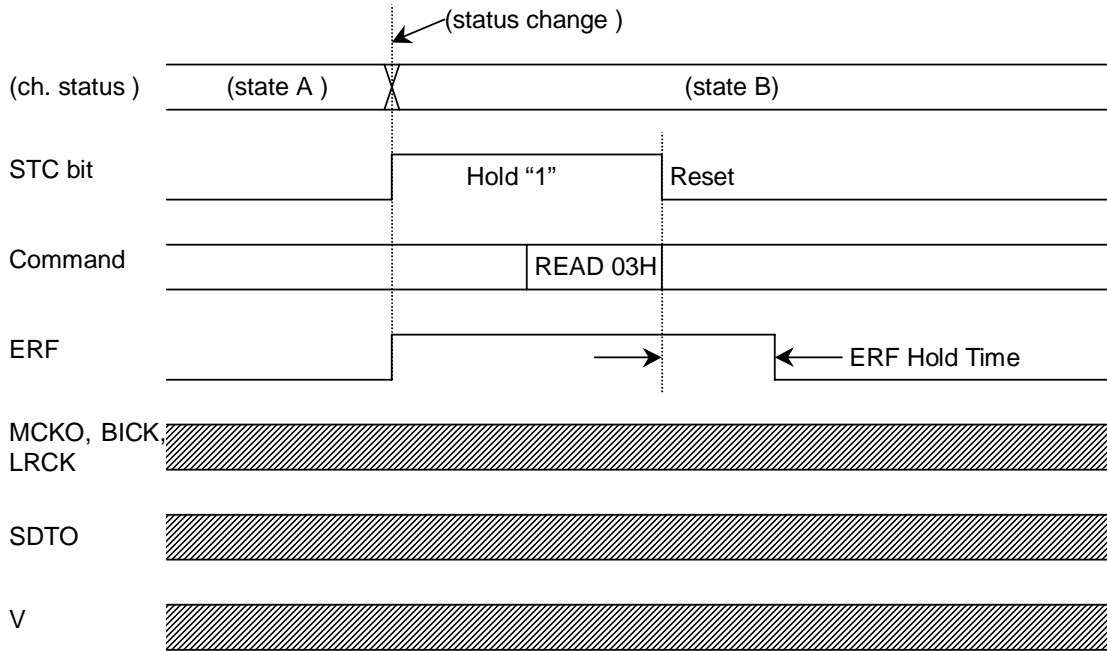 (status change )
(ch. status )
(state A )
(state B)
STC bit
Hold “1”
Reset
Command
READ 03H
ERF
ERF Hold Time
MCKO, BICK,
LRCK
SDTO
V